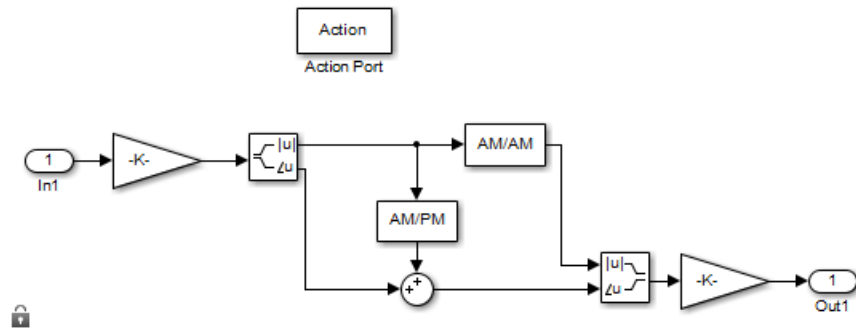 Action
Action Port
1
In1
-K-
|u|
∠u
AM/AM
AM/PM
++
|u|
∠u
-K-
1
Out1